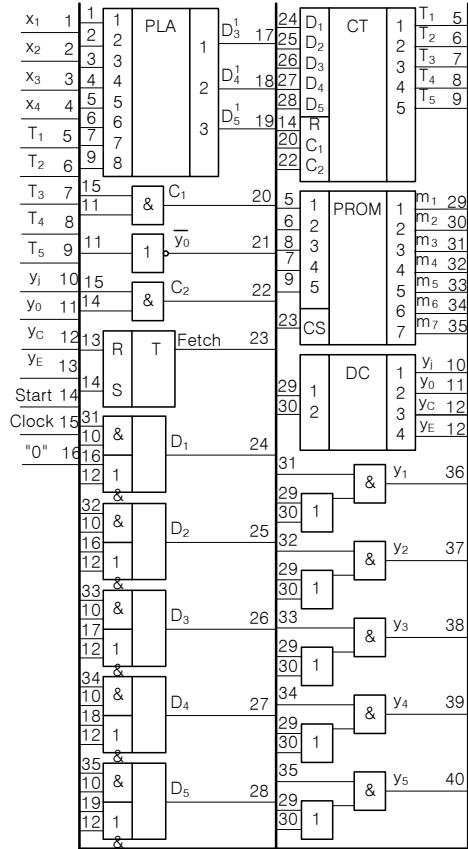 x1 1
x2 2
x3 3
x4 4
T1 5
T2 6
T3 7
T4 8
T5 9
yj 10
y0 11
yC 12
yE 13
Start 14
Clock 15
"0" 16
1 1 PLA
2 2
3 3
4 4
5 5
6 6
7 7
9 8
1 D3^1 17
2 D4^1 18
3 D5^1 19
15 & C1 20
11
11 1 y0 21
15 & C2 22
14
13 R T Fetch 23
14 S
31 & D1 24
10
16 1
12 &
32 & D2 25
10
16 1
12 &
33 & D3 26
10
17 1
12 &
34 & D4 27
10
18 1
12 &
35 & D5 28
10
19 1
12 &
24 D1 CT 1 T1 5
25 D2 2 T2 6
26 D3 3 T3 7
27 D4 4 T4 8
28 D5 5 T5 9
14 R
20 C1
22 C2
5 1 PROM 1 m1 29
6 2 2 m2 30
8 3 3 m3 31
7 4 4 m4 32
9 5 5 m5 33
6 m6 34
23 CS 7 m7 35
29 1 DC 1 yj 10
30 2 2 y0 11
3 yC 12
4 yE 12
31 & y1 36
29 1
30
32 & y2 37
29 1
30
33 & y3 38
29 1
30
34 & y4 39
29 1
30
35 & y5 40
29 1
30